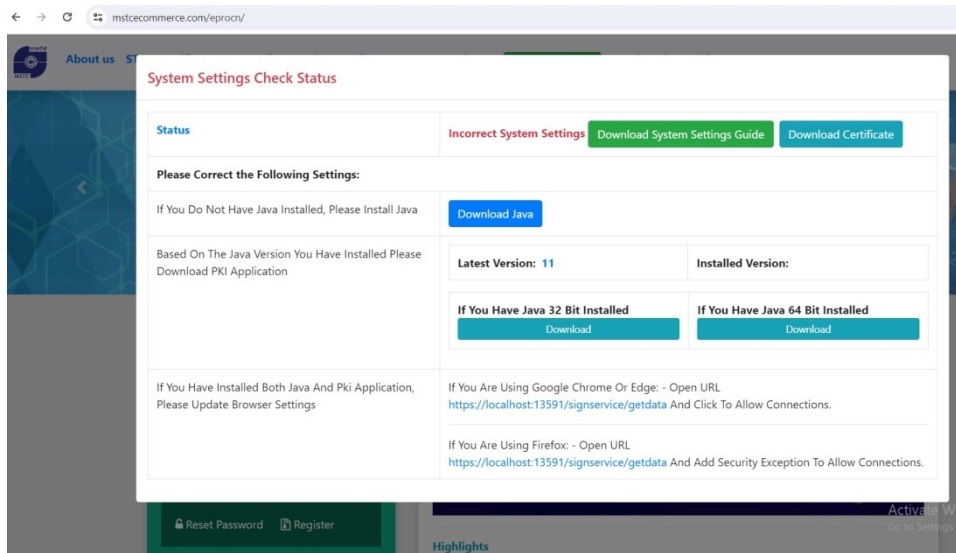 mstcecommerce.com/eprocn/
MSTC
About us
System Settings Check Status
Status
Incorrect System Settings
Download System Settings Guide
Download Certificate
Please Correct the Following Settings:
If You Do Not Have Java Installed, Please Install Java
Download Java
Based On The Java Version You Have Installed Please
Download PKI Application
Latest Version: 11
Installed Version:
If You Have Java 32 Bit Installed
Download
If You Have Java 64 Bit Installed
Download
If You Have Installed Both Java And Pki Application,
Please Update Browser Settings
If You Are Using Google Chrome Or Edge: - Open URL
https://localhost:13591/signservice/getdata And Click To Allow Connections.
If You Are Using Firefox: - Open URL
https://localhost:13591/signservice/getdata And Add Security Exception To Allow Connections.
Reset Password
Register
Activate W
Go to Settings
Highlights